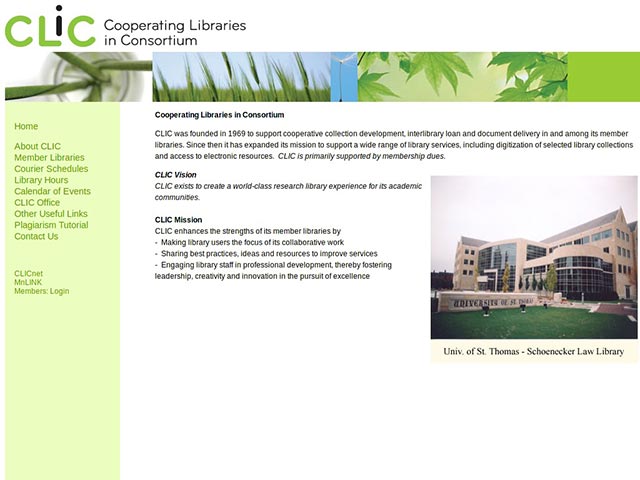 CLiC Cooperating Libraries
in Consortium
Home
About CLIC
Member Libraries
Courier Schedules
Library Hours
Calendar of Events
CLIC Office
Other Useful Links
Plagiarism Tutorial
Contact Us
CLICnet
MnLINK
Members: Login
Cooperating Libraries in Consortium
CLIC was founded in 1969 to support cooperative collection development, interlibrary loan and document delivery in and among its member
libraries. Since then it has expanded its mission to support a wide range of library services, including digitization of selected library collections
and access to electronic resources. CLIC is primarily supported by membership dues.
CLIC Vision
CLIC exists to create a world-class research library experience for its academic
communities.
CLIC Mission
CLIC enhances the strengths of its member libraries by
- Making library users the focus of its collaborative work
- Sharing best practices, ideas and resources to improve services
- Engaging library staff in professional development, thereby fostering
leadership, creativity and innovation in the pursuit of excellence
UNIVERSITY OF ST. THOMAS
Univ. of St. Thomas - Schoenecker Law Library